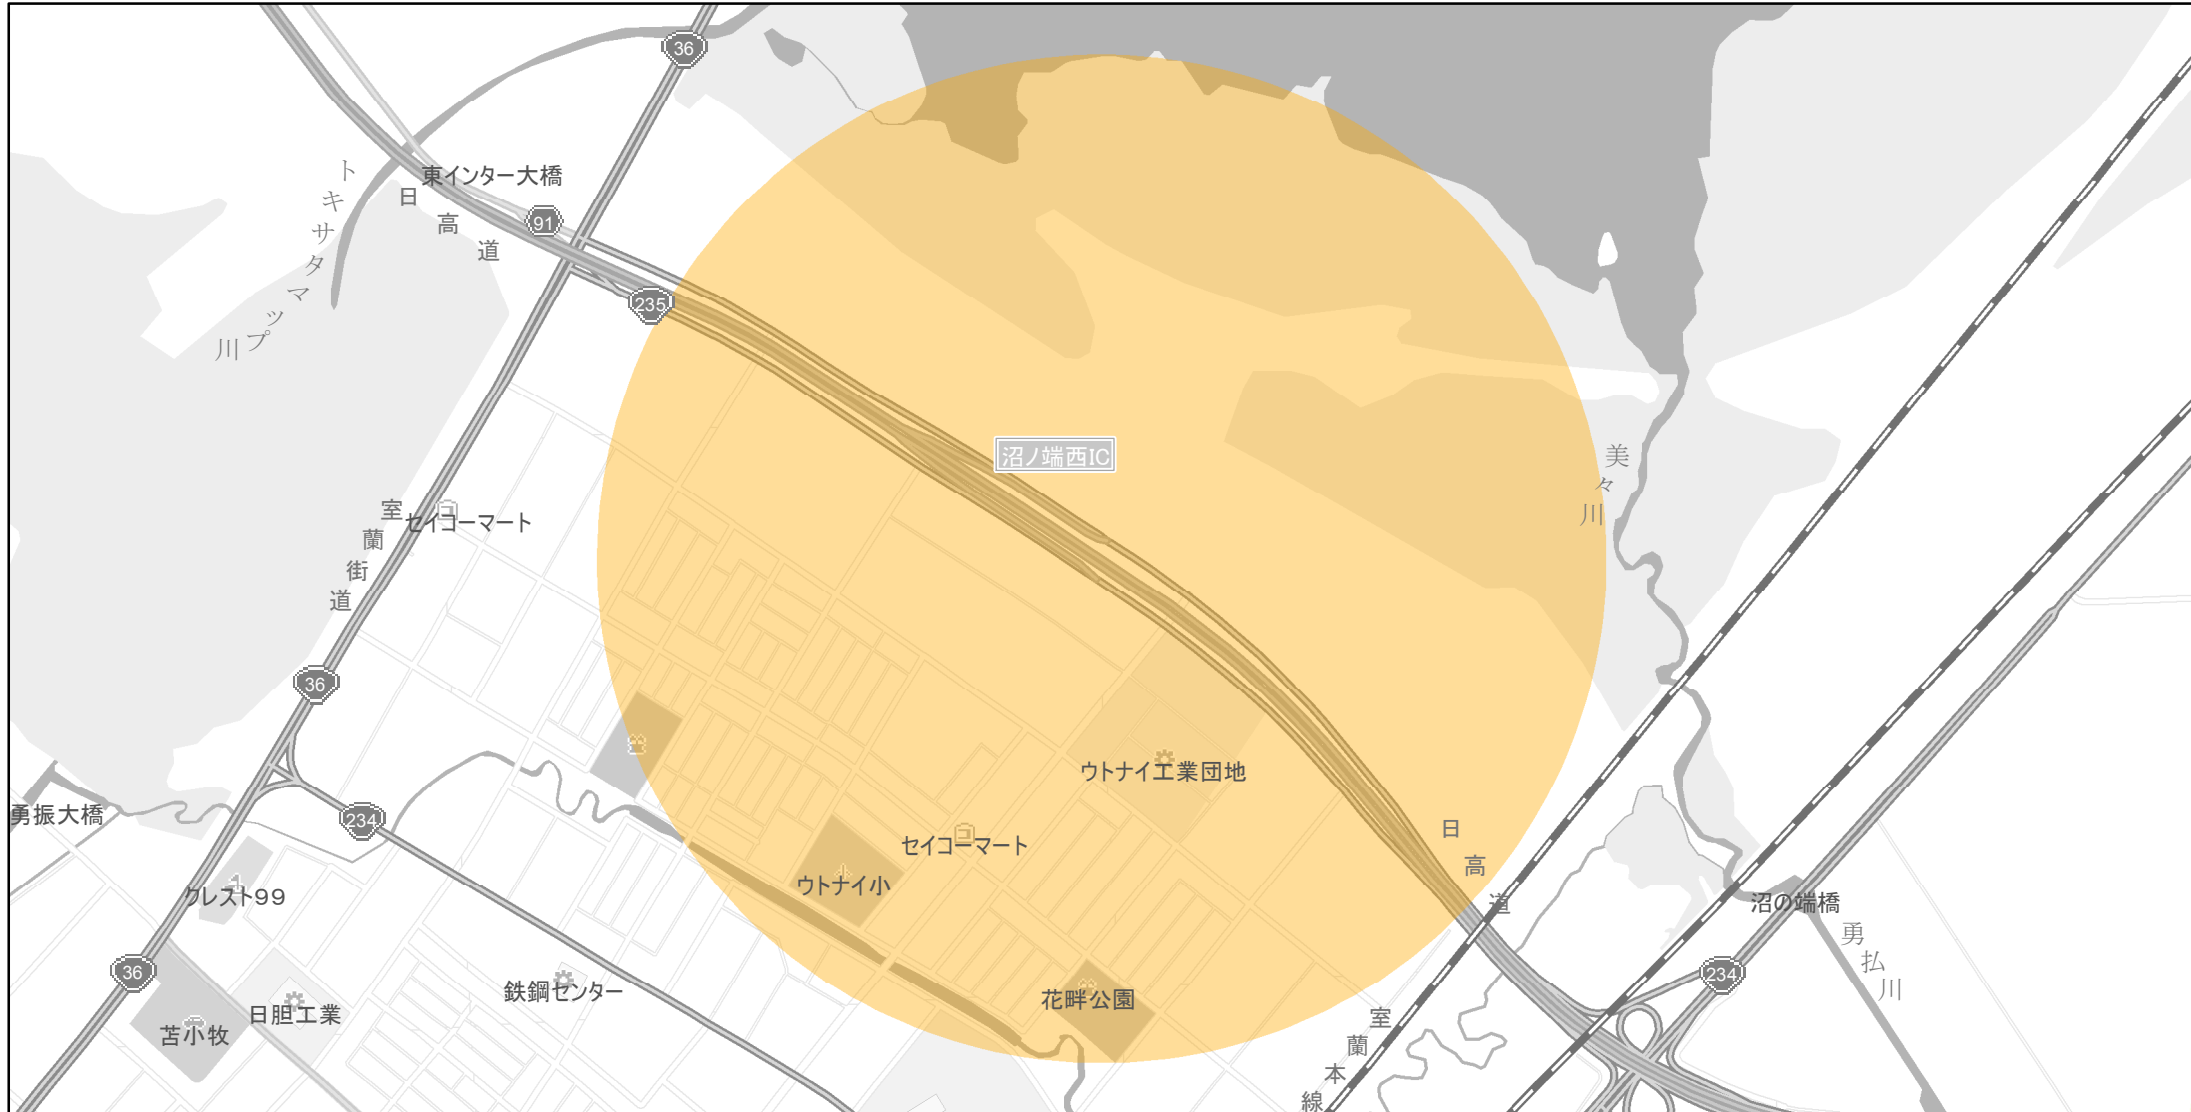 36
東インター大橋
日高道
91
235
トキサタマップ川
沼ノ端西IC
美々川
室蘭街道
セイコーマート
36
ウトナイ工業団地
勇振大橋
234
セイコーマート
日高道
ウトナイ小
クレスト99
沼の端橋
勇払川
36
234
鉄鋼センター
花畔公園
日胆工業
苫小牧
室蘭本線